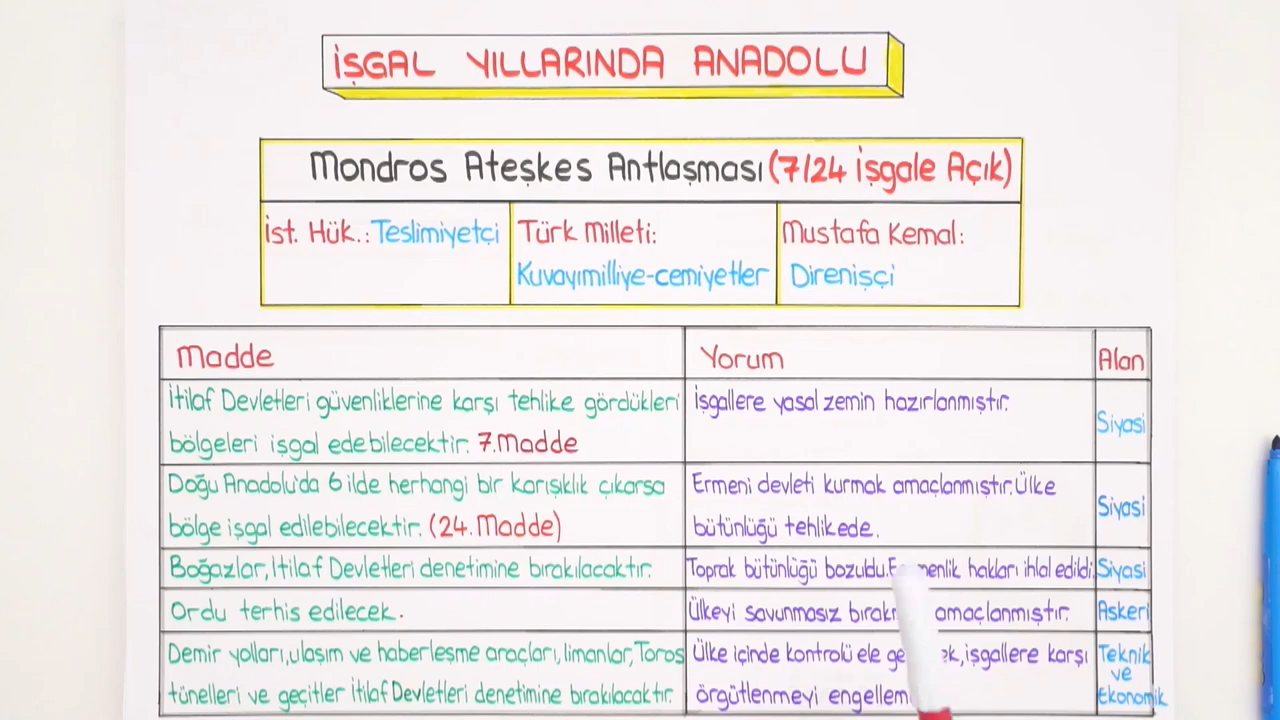 İŞGAL YILLARINDA ANADOLU
Mondros Ateşkes Antlaşması (7/24 İşgale Açık)
İst. Hük.: Teslimiyetçi
Türk Milleti:
Kuvayımilliye-cemiyetler
Mustafa Kemal:
Direnişçi
Madde
Yorum
Alan
İtilaf Devletleri güvenliklerine karşı tehlike gördükleri
bölgeleri işgal edebilecektir. 7.Madde
İşgallere yasal zemin hazırlanmıştır.
Siyasi
Doğu Anadolu'da 6 ilde herhangi bir karışıklık çıkarsa
bölge işgal edilebilecektir. (24. Madde)
Ermeni devleti kurmak amaçlanmıştır. Ülke
bütünlüğü tehlikede.
Siyasi
Boğazlar, İtilaf Devletleri denetimine bırakılacaktır.
Toprak bütünlüğü bozuldu. hakları ihlal edildi.
Siyasi
Ordu terhis edilecek.
Ülkeyi savunmasız amaçlanmıştır.
Askeri
Demir yolları, ulaşım ve haberleşme araçları, limanlar, Toros
tünelleri ve geçitler İtilaf Devletleri denetimine bırakılacaktır.
Ülke içinde kontrolü ele işgallere karşı
örgütlenmeyi
Teknik
ve
Ekonomik